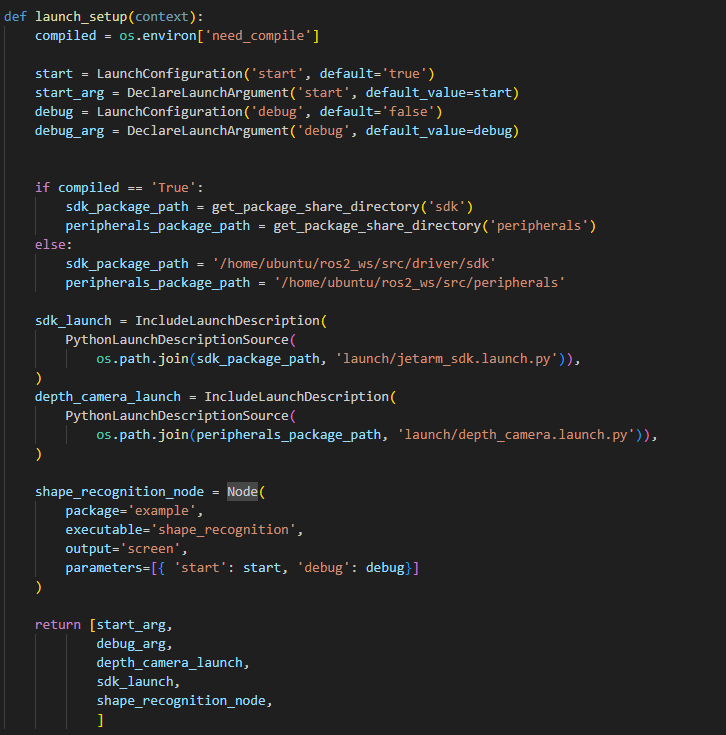 def launch_setup(context):
    compiled = os.environ['need_compile']

    start = LaunchConfiguration('start', default='true')
    start_arg = DeclareLaunchArgument('start', default_value=start)
    debug = LaunchConfiguration('debug', default='false')
    debug_arg = DeclareLaunchArgument('debug', default_value=debug)


    if compiled == 'True':
        sdk_package_path = get_package_share_directory('sdk')
        peripherals_package_path = get_package_share_directory('peripherals')
    else:
        sdk_package_path = '/home/ubuntu/ros2_ws/src/driver/sdk'
        peripherals_package_path = '/home/ubuntu/ros2_ws/src/peripherals'

    sdk_launch = IncludeLaunchDescription(
        PythonLaunchDescriptionSource(
            os.path.join(sdk_package_path, 'launch/jetarm_sdk.launch.py')),
    )
    depth_camera_launch = IncludeLaunchDescription(
        PythonLaunchDescriptionSource(
            os.path.join(peripherals_package_path, 'launch/depth_camera.launch.py')),
    )

    shape_recognition_node = Node(
        package='example',
        executable='shape_recognition',
        output='screen',
        parameters=[{ 'start': start, 'debug': debug}]
    )

    return [start_arg,
            debug_arg,
            depth_camera_launch,
            sdk_launch,
            shape_recognition_node,
            ]